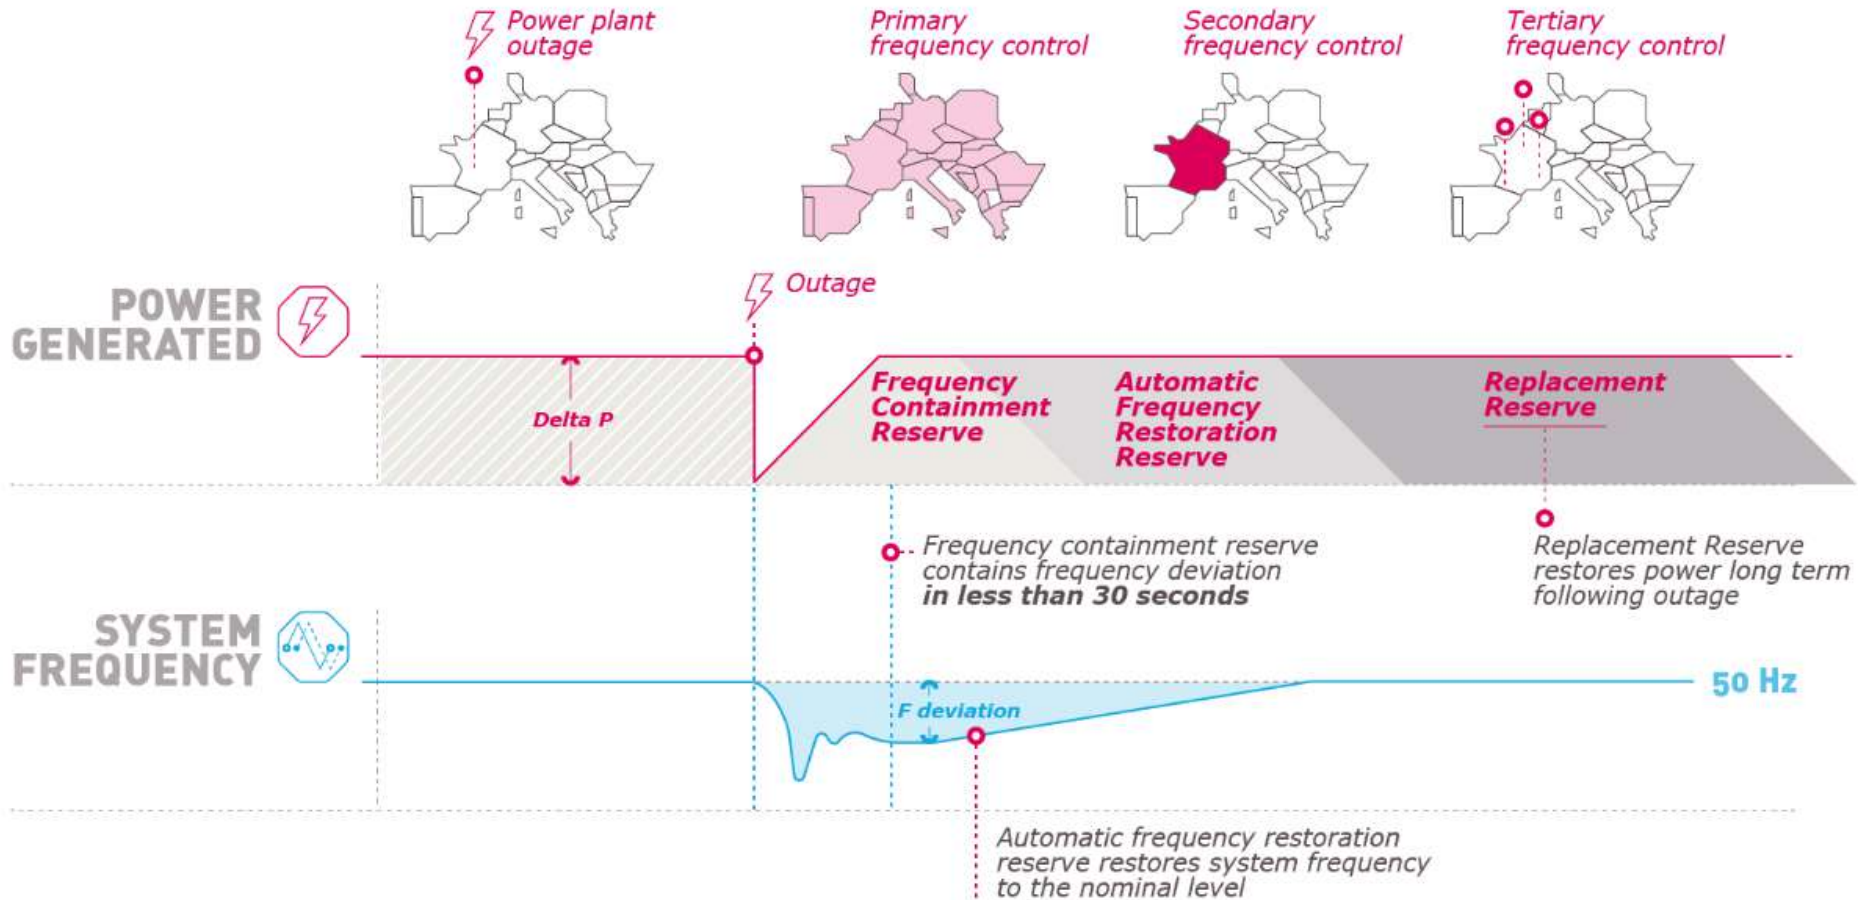 Power plant
outage
Primary
frequency control
Secondary
frequency control
Tertiary
frequency control
Outage
POWER
GENERATED
Delta P
Frequency
Containment
Reserve
Automatic
Frequency
Restoration
Reserve
Replacement
Reserve
Frequency containment reserve
contains frequency deviation
in less than 30 seconds
Replacement Reserve
restores power long term
following outage
SYSTEM
FREQUENCY
F deviation
50 Hz
Automatic frequency restoration
reserve restores system frequency
to the nominal level